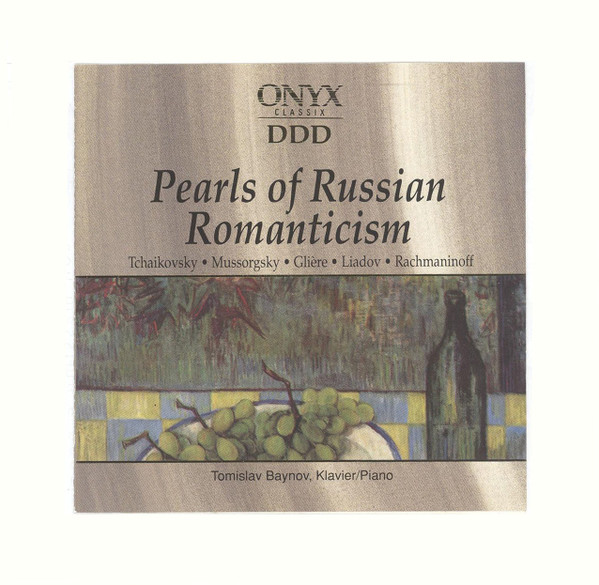 ONYX
CLASSIX
DDD
Pearls of Russian
Romanticism
Tchaikovsky • Mussorgsky • Glière • Liadov • Rachmaninoff
Tomislav Baynov, Klavier/Piano